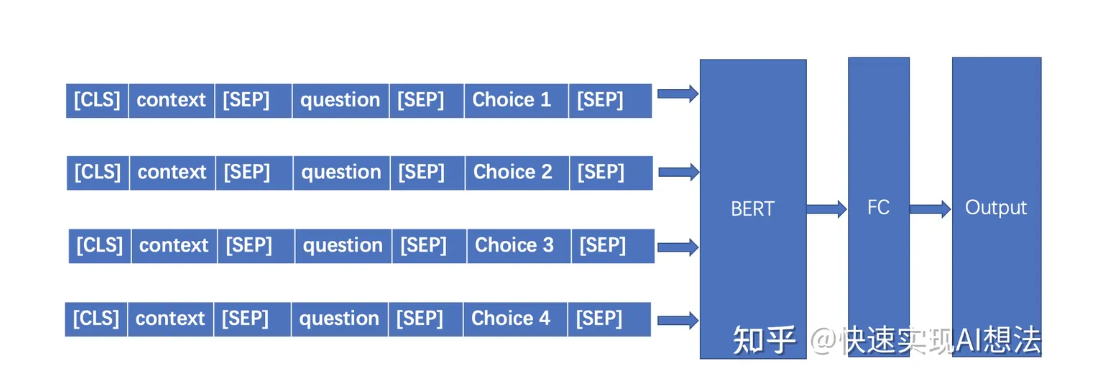 [CLS] context [SEP] question [SEP] Choice 1 [SEP]
[CLS] context [SEP] question [SEP] Choice 2 [SEP]
[CLS] context [SEP] question [SEP] Choice 3 [SEP]
[CLS] context [SEP] question [SEP] Choice 4 [SEP]
BERT
FC
Output
知乎 @快速实现AI想法